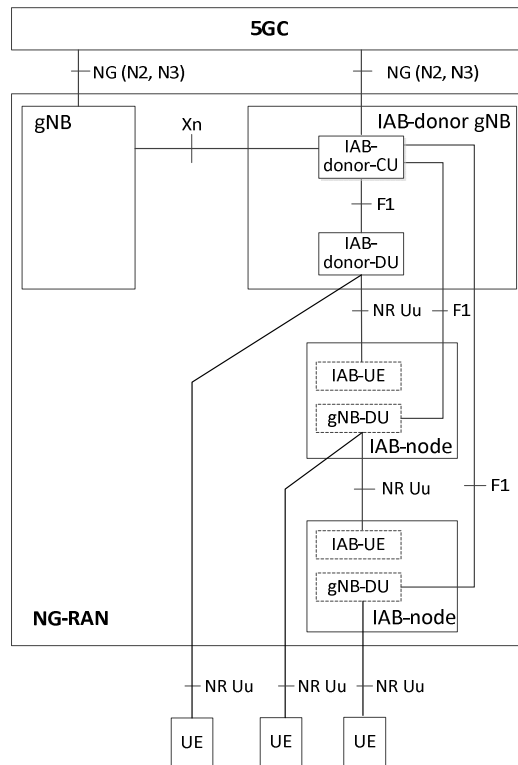 5GC
NG (N2, N3)
NG (N2, N3)
gNB
Xn
IAB-donor gNB
IAB-
donor-CU
F1
IAB-
donor-DU
NR Uu
F1
IAB-UE
gNB-DU
IAB-node
NR Uu
F1
IAB-UE
gNB-DU
IAB-node
NG-RAN
NR Uu
NR Uu
NR Uu
UE
UE
UE